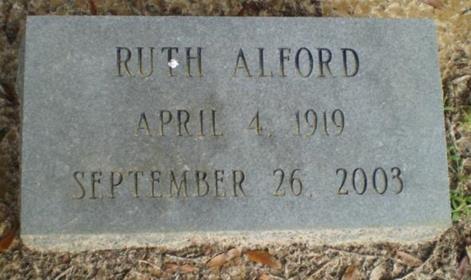 RUTH ALFORD
APRIL 4, 1919
SEPTEMBER 26, 2003